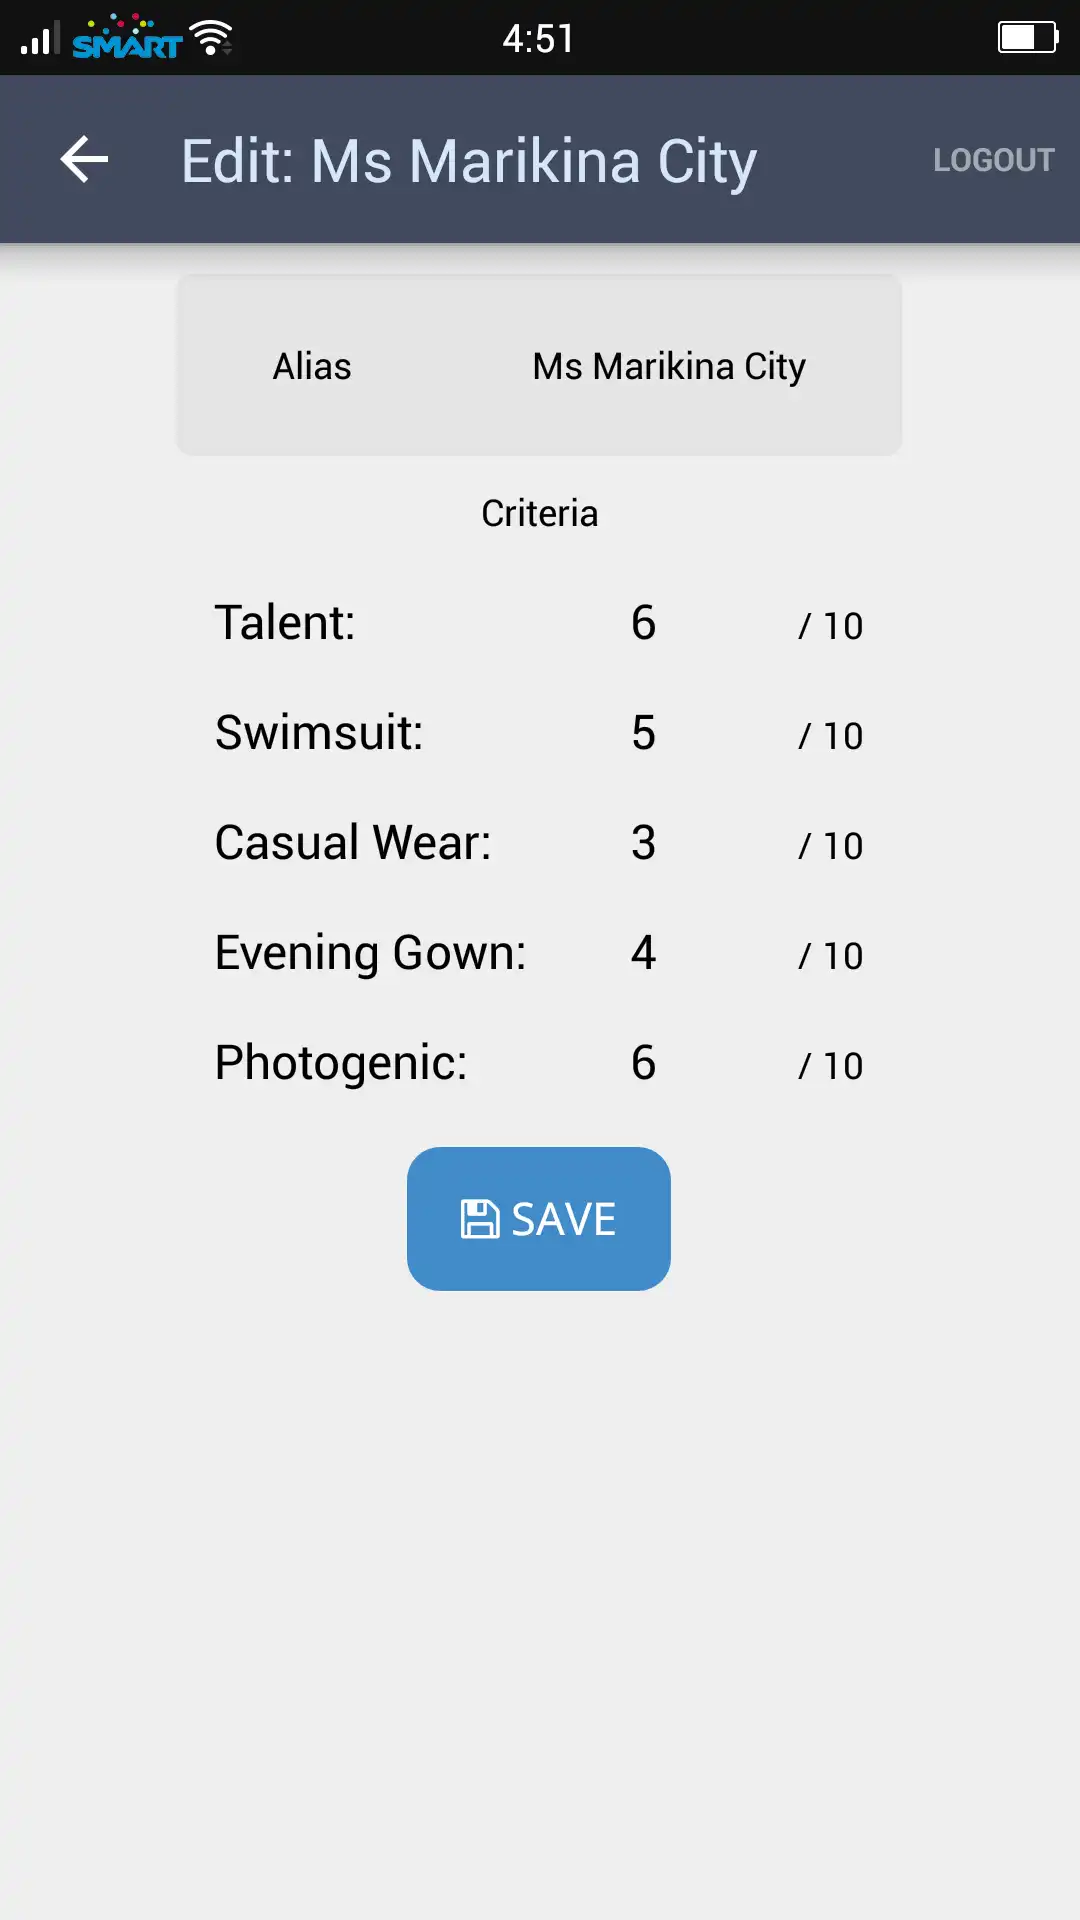 SMART 4:51
Edit: Ms Marikina City LOGOUT
Alias Ms Marikina City
Criteria
Talent: 6 / 10
Swimsuit: 5 / 10
Casual Wear: 3 / 10
Evening Gown: 4 / 10
Photogenic: 6 / 10
SAVE